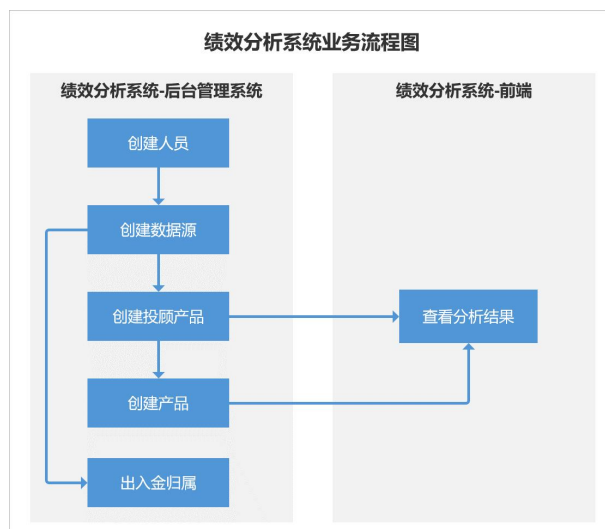 绩效分析系统业务流程图
绩效分析系统-后台管理系统
绩效分析系统-前端
创建人员
创建数据源
创建投顾产品
查看分析结果
创建产品
出入金归属